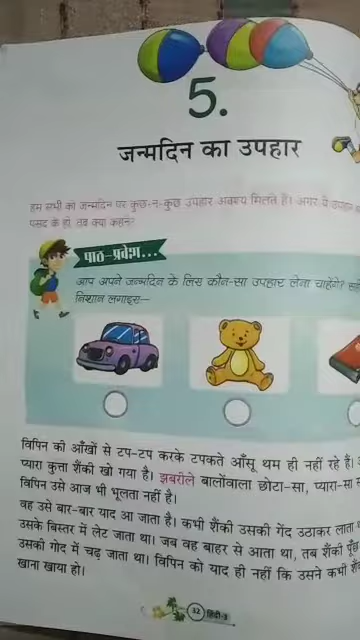 5.
जन्मदिन का उपहार
हम सभी को जन्मदिन पर कुछ-न-कुछ उपहार अवश्य मिलते हैं। अगर ये उपहार
पसंद के हों, तब क्या कहने?
पाठ-प्रवेश...
आप अपने जन्मदिन के लिए कौन-सा उपहार लेना चाहेंगे?
निशान लगाइए—
विपिन की आँखों से टप-टप करके टपकते आँसू थम ही नहीं रहे हैं।
प्यारा कुत्ता शैंकी खो गया है। झबरीले बालोंवाला छोटा-सा, प्यारा-सा
विपिन उसे आज भी भूलता नहीं है।
वह उसे बार-बार याद आ जाता है। कभी शैंकी उसकी गेंद उठाकर लाता
उसके बिस्तर में लेट जाता था। जब वह बाहर से आता था, तब शैंकी पूँछ
उसकी गोद में चढ़ जाता था। विपिन को याद ही नहीं कि उसने कभी
खाना खाया हो।
32 हिंदी-3